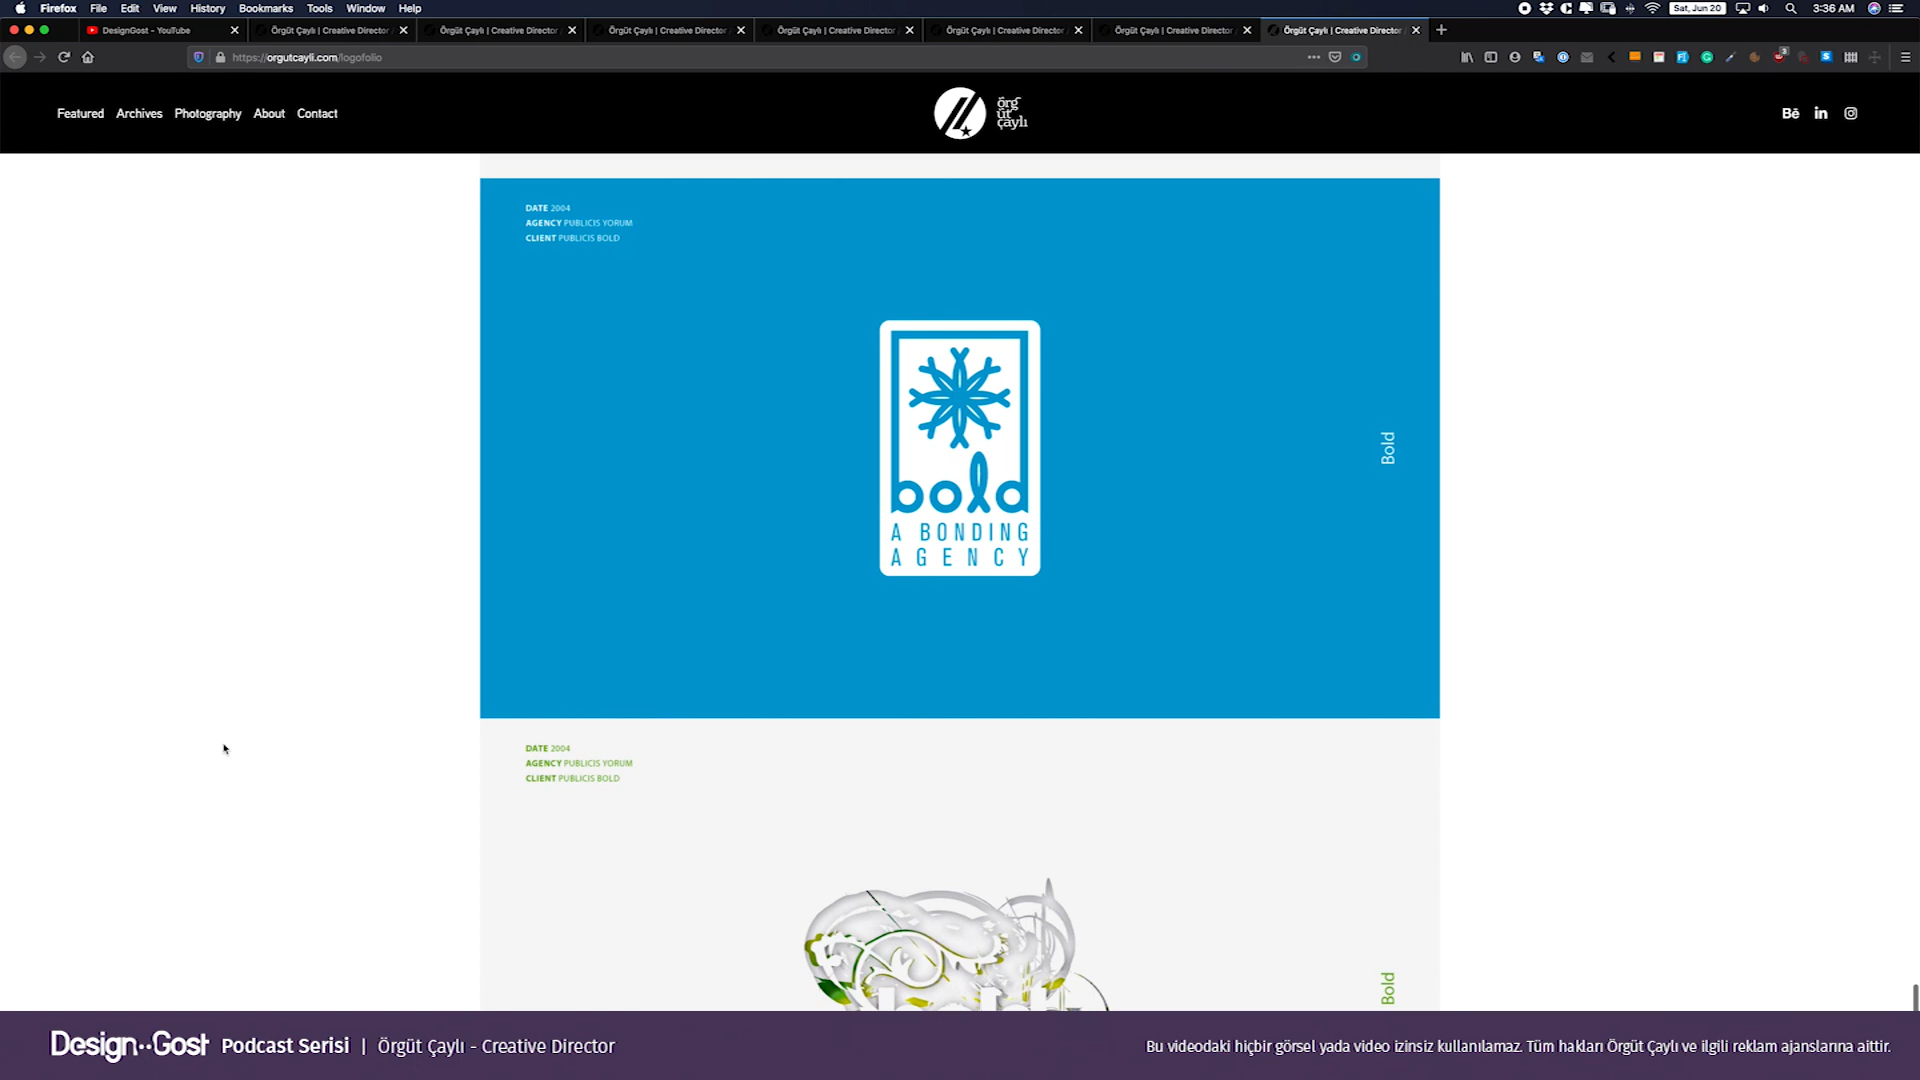 Firefox File Edit View History Bookmarks Tools Window Help
Sat, Jun 20
3:36 AM
DesignGost - YouTube
Örgüt Çaylı | Creative Director
Örgüt Çaylı | Creative Director
Örgüt Çaylı | Creative Director
Örgüt Çaylı | Creative Director
Örgüt Çaylı | Creative Director
Örgüt Çaylı | Creative Director
Örgüt Çaylı | Creative Director
https://orgutcayli.com/logofolio
3
Featured Archives Photography About Contact
örg
üt
çaylı
Bē in
DATE 2004
AGENCY PUBLICIS YORUM
CLIENT PUBLICIS BOLD
bold
A BONDING
AGENCY
Bold
DATE 2004
AGENCY PUBLICIS YORUM
CLIENT PUBLICIS BOLD
Bold
Design··Gost Podcast Serisi | Örgüt Çaylı - Creative Director
Bu videodaki hiçbir görsel yada video izinsiz kullanılamaz. Tüm hakları Örgüt Çaylı ve ilgili reklam ajanslarına aittir.